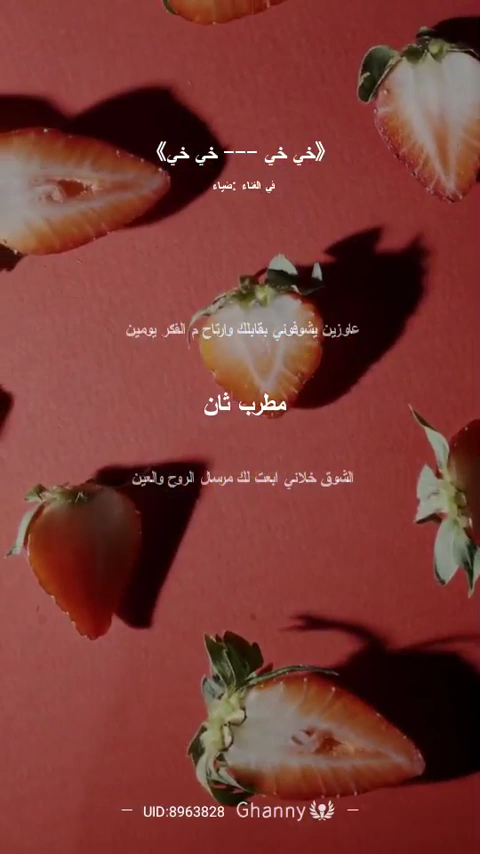 《خي خي --- خي خي》
في الغناء :ضياء
عاوزين يشوفوني بقابلك وارتاح م الفكر يومين
مطرب ثان
الشوق خلاني ابعت لك مرسال الروح والعين
UID:8963828 Ghanny